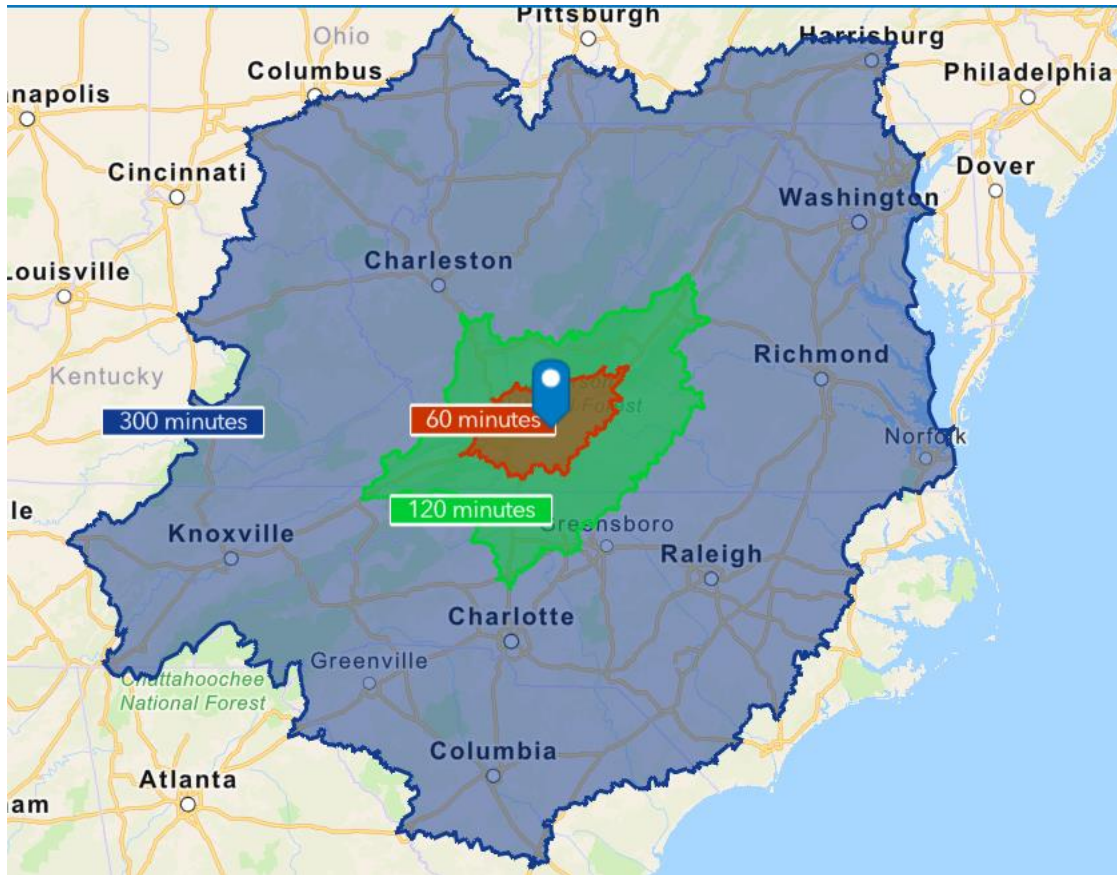 Pittsburgh
Ohio
Harrisburg
Columbus
Philadelphia
napolis
Cincinnati
Dover
Washington
Charleston
Louisville
Richmond
Kentucky
300 minutes
60 minutes
Forest
Norfolk
le
120 minutes
Greensboro
Knoxville
Raleigh
Charlotte
Greenville
Chattahoochee
National Forest
Columbia
Atlanta
am